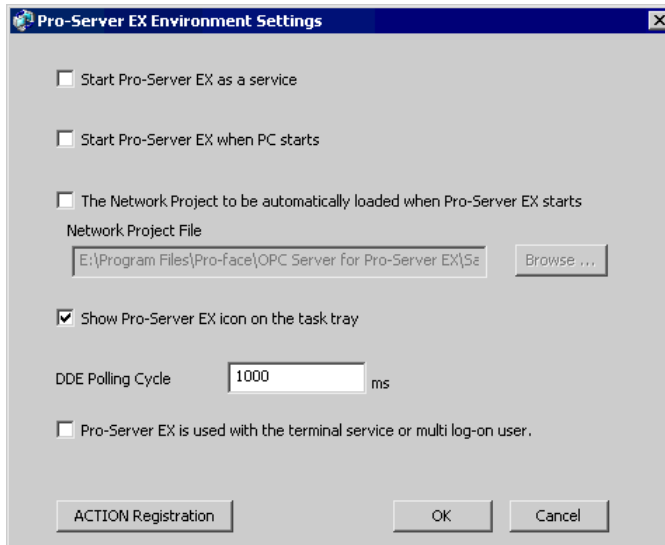 Pro-Server EX Environment Settings
Start Pro-Server EX as a service
Start Pro-Server EX when PC starts
The Network Project to be automatically loaded when Pro-Server EX starts
Network Project File
E:\Program Files\Pro-face\OPC Server for Pro-Server EX\Sa
Browse ...
Show Pro-Server EX icon on the task tray
DDE Polling Cycle 1000 ms
Pro-Server EX is used with the terminal service or multi log-on user.
ACTION Registration OK Cancel